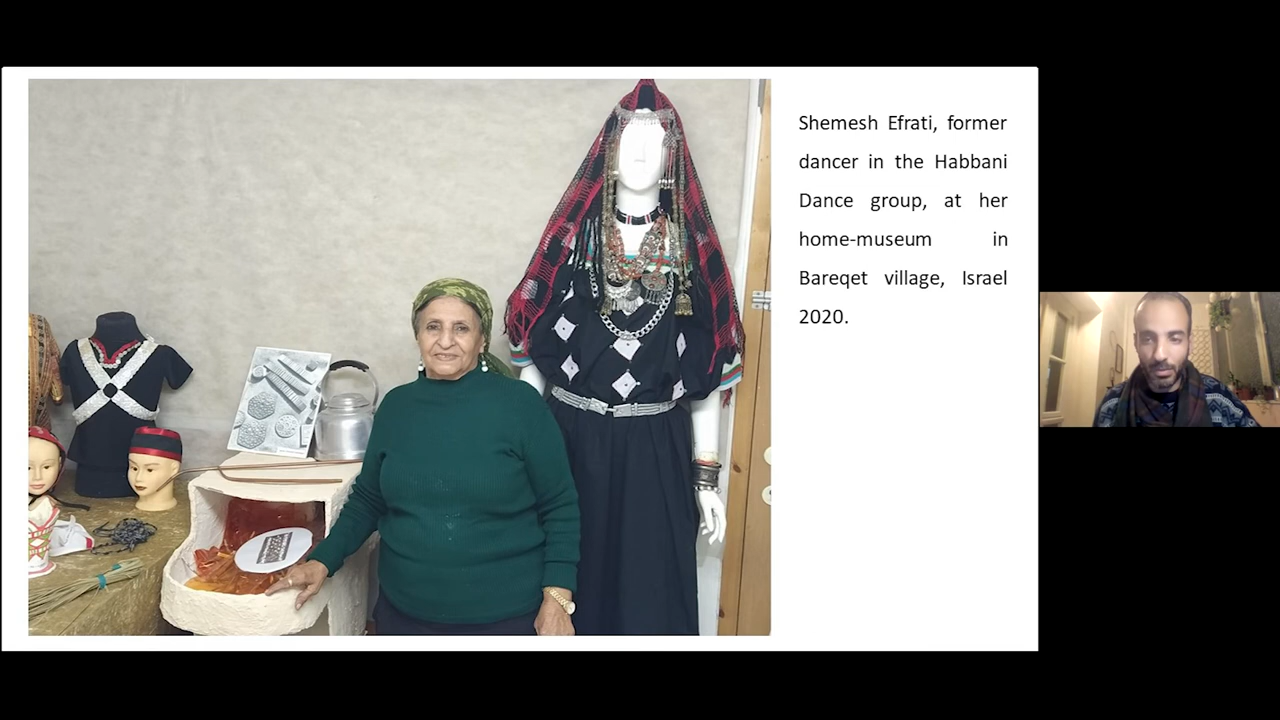 Shemesh Efrati, former
dancer in the Habbani
Dance group, at her
home-museum in
Bareqet village, Israel
2020.